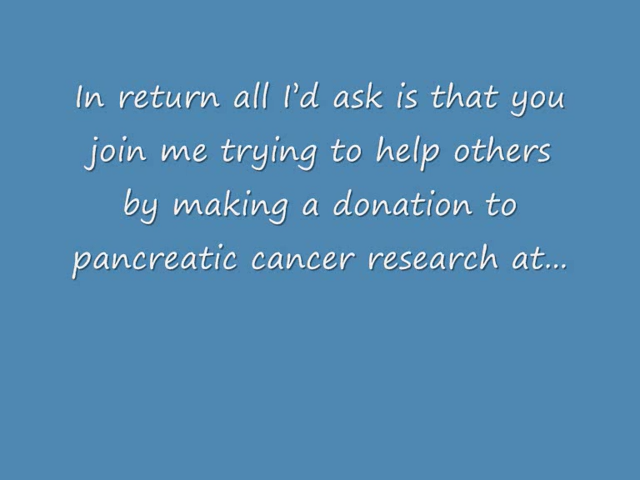 In return all I'd ask is that you
join me trying to help others
by making a donation to
pancreatic cancer research at...